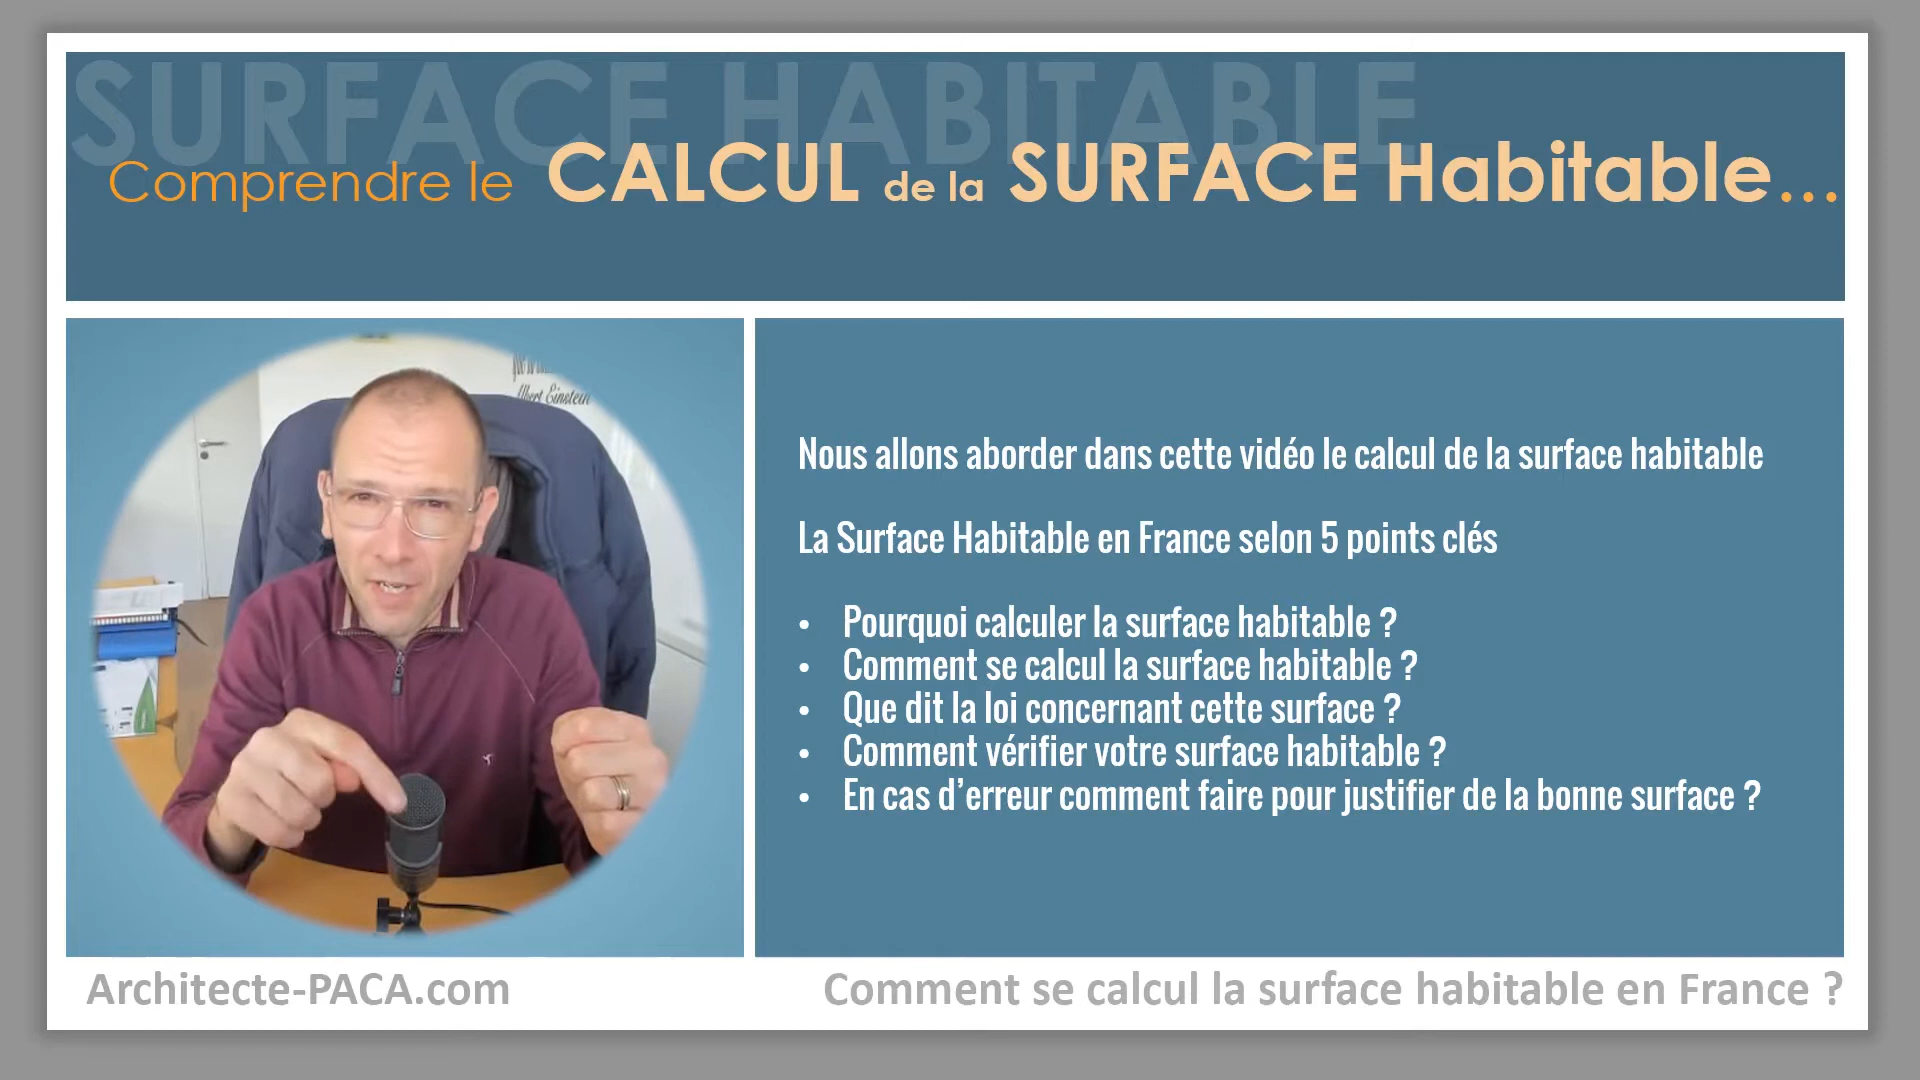 SURFACE HABITABLE
Comprendre le CALCUL de la SURFACE Habitable...
Albert Einstein
Nous allons aborder dans cette vidéo le calcul de la surface habitable
La Surface Habitable en France selon 5 points clés
• Pourquoi calculer la surface habitable ?
• Comment se calcul la surface habitable ?
• Que dit la loi concernant cette surface ?
• Comment vérifier votre surface habitable ?
• En cas d’erreur comment faire pour justifier de la bonne surface ?
Architecte-PACA.com
Comment se calcul la surface habitable en France ?